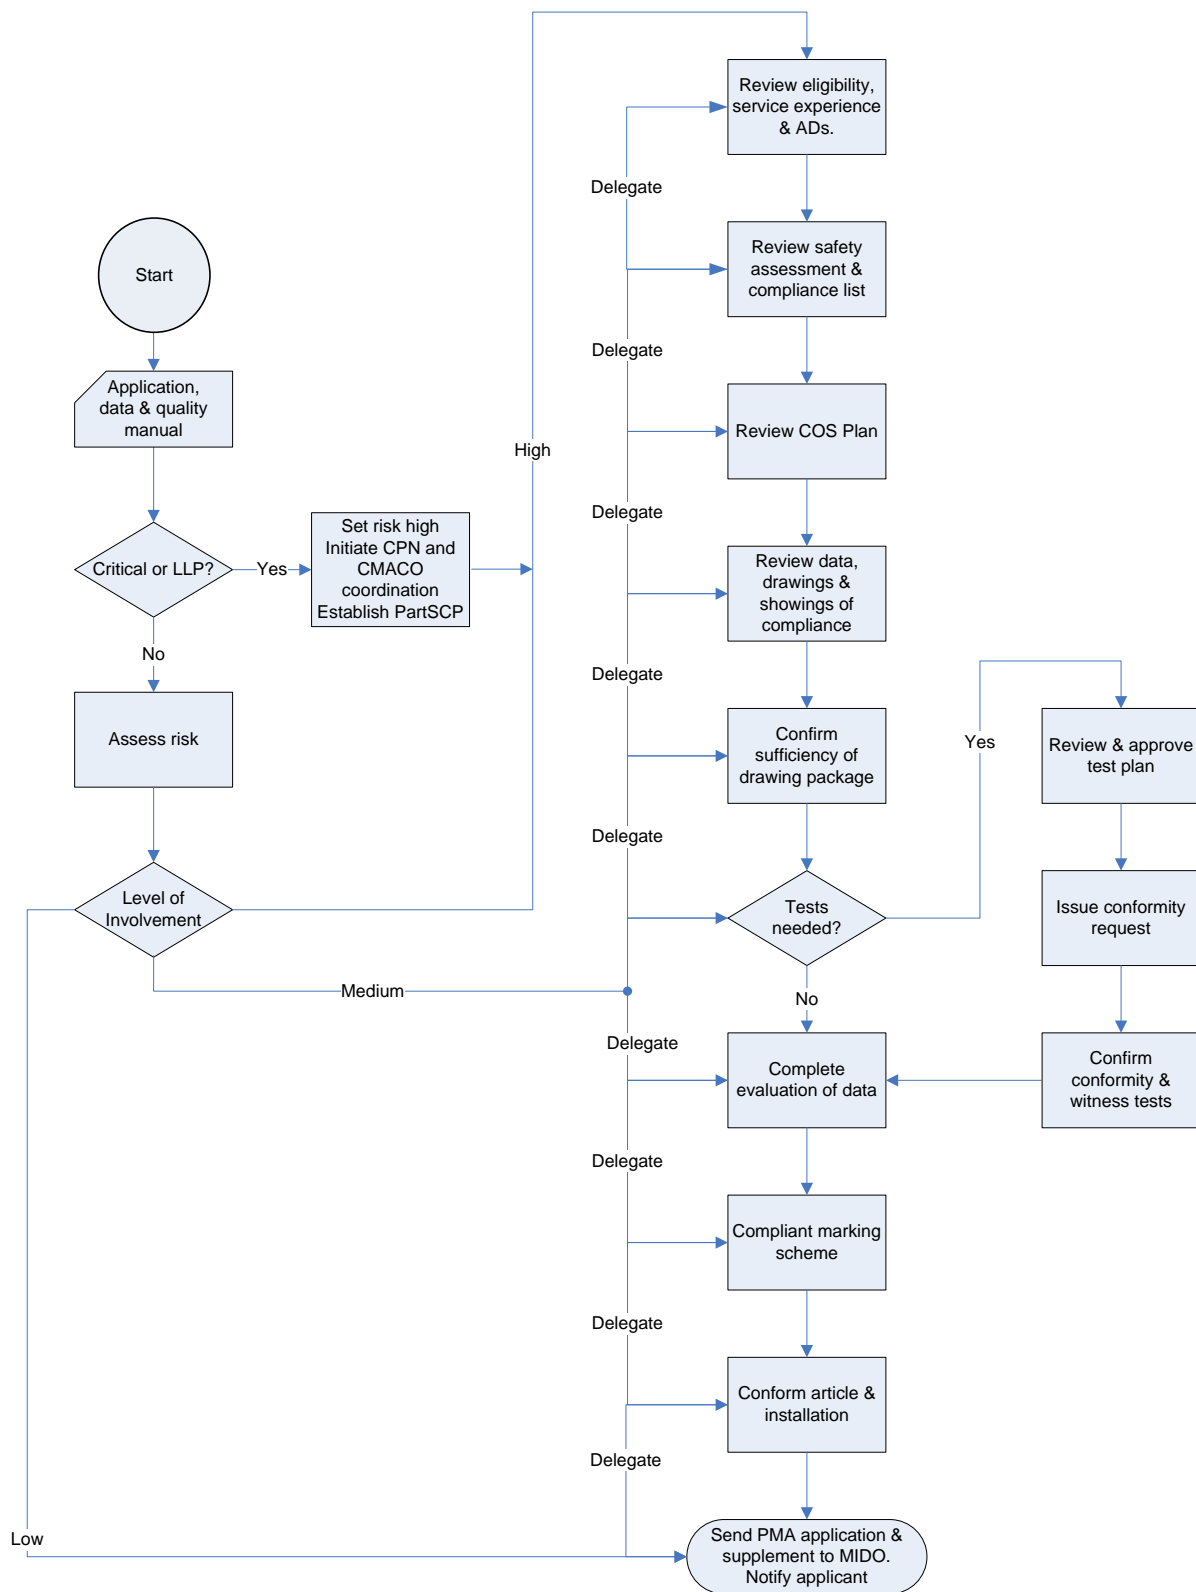 Start
Application,
data & quality
manual
Critical or LLP?
Yes
Set risk high
Initiate CPN and
CMACO
coordination
Establish PartSCP
No
Assess risk
Level of
Involvement
High
Medium
Low
Review eligibility,
service experience
& ADs.
Delegate
Review safety
assessment &
compliance list
Delegate
Review COS Plan
Delegate
Review data,
drawings &
showings of
compliance
Delegate
Confirm
sufficiency of
drawing package
Delegate
Tests
needed?
Yes
Review & approve
test plan
Issue conformity
request
Confirm
conformity &
witness tests
No
Delegate
Complete
evaluation of data
Delegate
Compliant marking
scheme
Delegate
Conform article &
installation
Delegate
Send PMA application &
supplement to MIDO.
Notify applicant